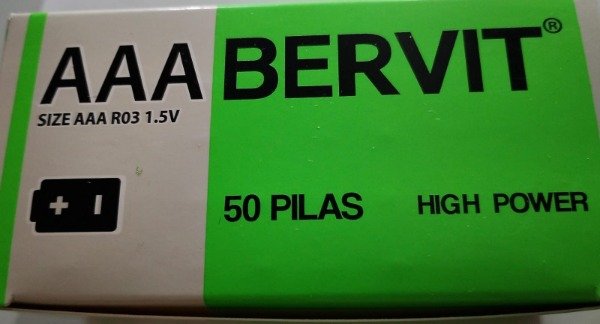 AAA BERVIT®
SIZE AAA R03 1.5V
+ I
50 PILAS HIGH POWER